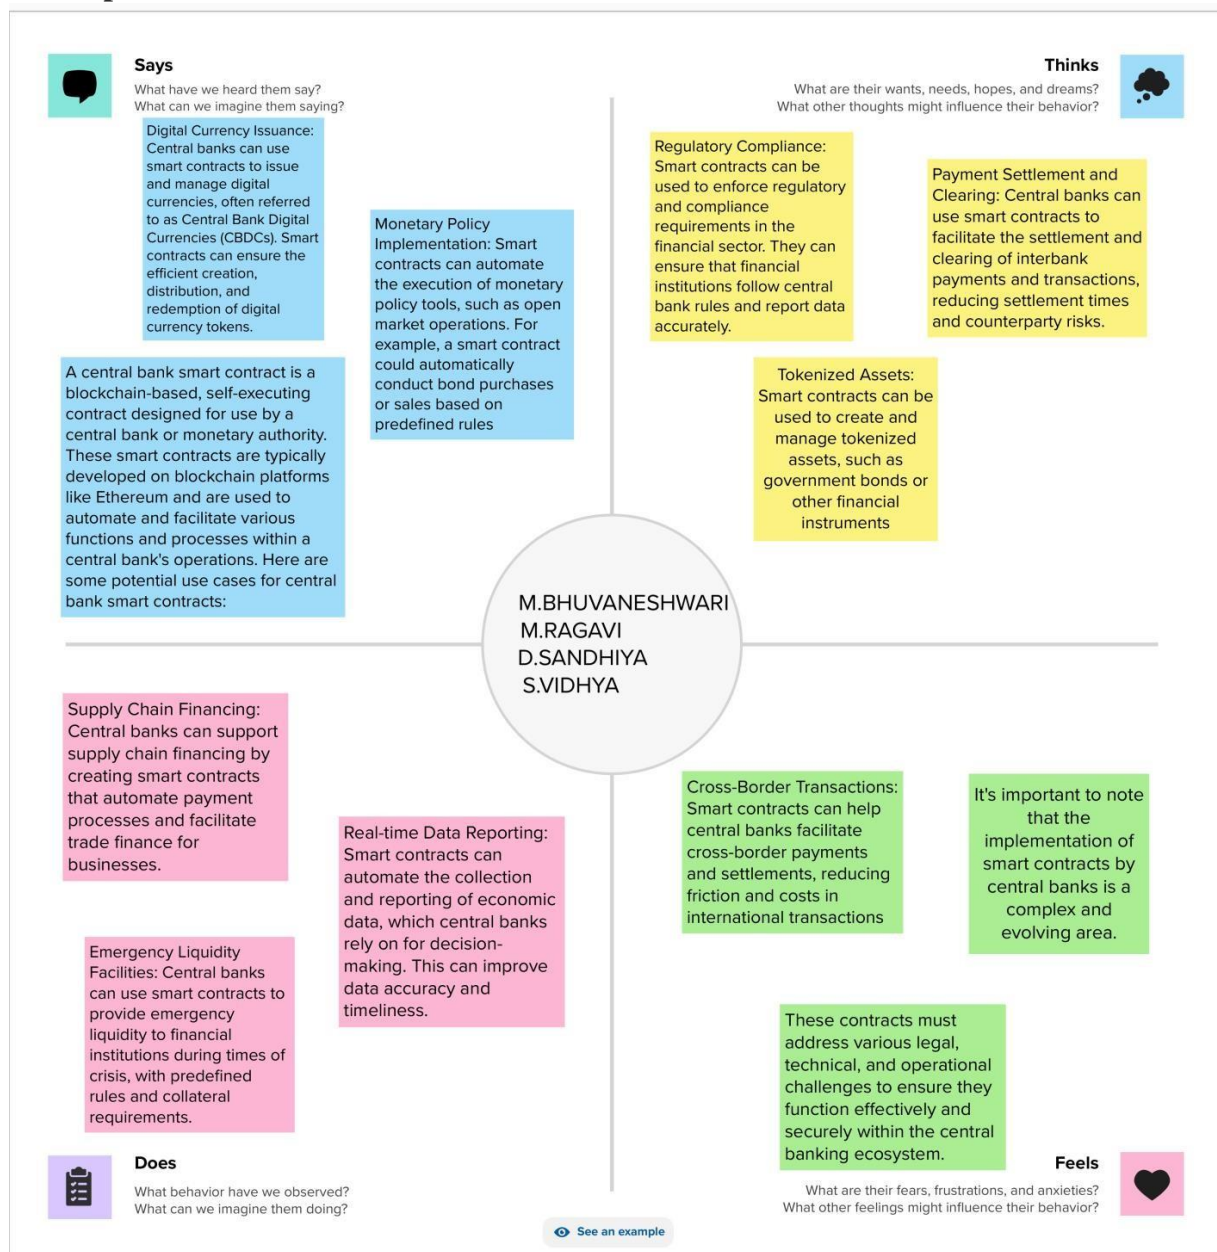 Says
What have we heard them say?
What can we imagine them saying?
Digital Currency Issuance:
Central banks can use
smart contracts to issue
and manage digital
currencies, often referred
to as Central Bank Digital
Currencies (CBDCs). Smart
contracts can ensure the
efficient creation,
distribution, and
redemption of digital
currency tokens.
Monetary Policy
Implementation: Smart
contracts can automate
the execution of monetary
policy tools, such as open
market operations. For
example, a smart contract
could automatically
conduct bond purchases
or sales based on
predefined rules
A central bank smart contract is a
blockchain-based, self-executing
contract designed for use by a
central bank or monetary authority.
These smart contracts are typically
developed on blockchain platforms
like Ethereum and are used to
automate and facilitate various
functions and processes within a
central bank's operations. Here are
some potential use cases for central
bank smart contracts:
Thinks
What are their wants, needs, hopes, and dreams?
What other thoughts might influence their behavior?
Regulatory Compliance:
Smart contracts can be
used to enforce regulatory
and compliance
requirements in the
financial sector. They can
ensure that financial
institutions follow central
bank rules and report data
accurately.
Payment Settlement and
Clearing: Central banks can
use smart contracts to
facilitate the settlement and
clearing of interbank
payments and transactions,
reducing settlement times
and counterparty risks.
Tokenized Assets:
Smart contracts can be
used to create and
manage tokenized
assets, such as
government bonds or
other financial
instruments
M.BHUVANESHWARI
M.RAGAVI
D.SANDHIYA
S.VIDHYA
Supply Chain Financing:
Central banks can support
supply chain financing by
creating smart contracts
that automate payment
processes and facilitate
trade finance for
businesses.
Real-time Data Reporting:
Smart contracts can
automate the collection
and reporting of economic
data, which central banks
rely on for decision-
making. This can improve
data accuracy and
timeliness.
Emergency Liquidity
Facilities: Central banks
can use smart contracts to
provide emergency
liquidity to financial
institutions during times of
crisis, with predefined
rules and collateral
requirements.
Does
What behavior have we observed?
What can we imagine them doing?
Cross-Border Transactions:
Smart contracts can help
central banks facilitate
cross-border payments
and settlements, reducing
friction and costs in
international transactions
It's important to note
that the
implementation of
smart contracts by
central banks is a
complex and
evolving area.
These contracts must
address various legal,
technical, and operational
challenges to ensure they
function effectively and
securely within the central
banking ecosystem.
Feels
What are their fears, frustrations, and anxieties?
What other feelings might influence their behavior?
See an example